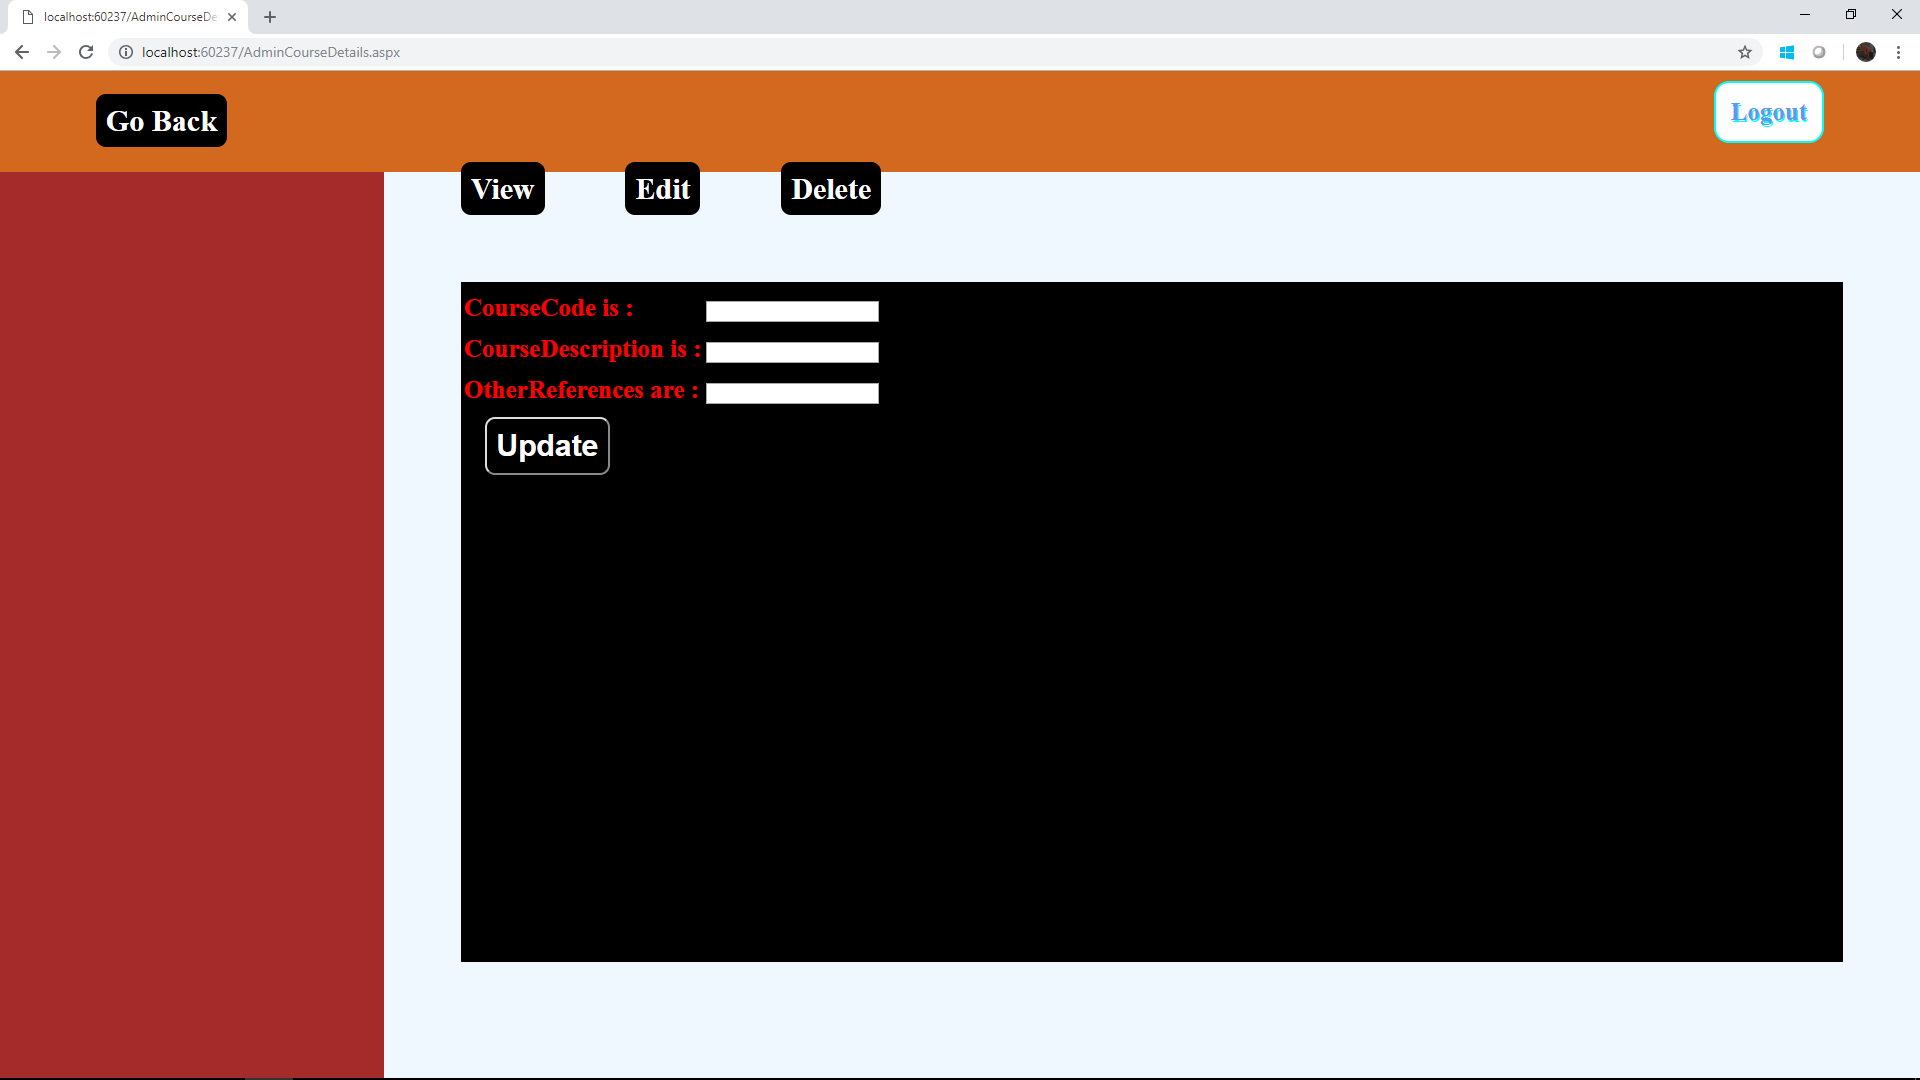 localhost:60237/AdminCourseDe
localhost:60237/AdminCourseDetails.aspx
Go Back
Logout
View Edit Delete
CourseCode is :
CourseDescription is :
OtherReferences are :
Update